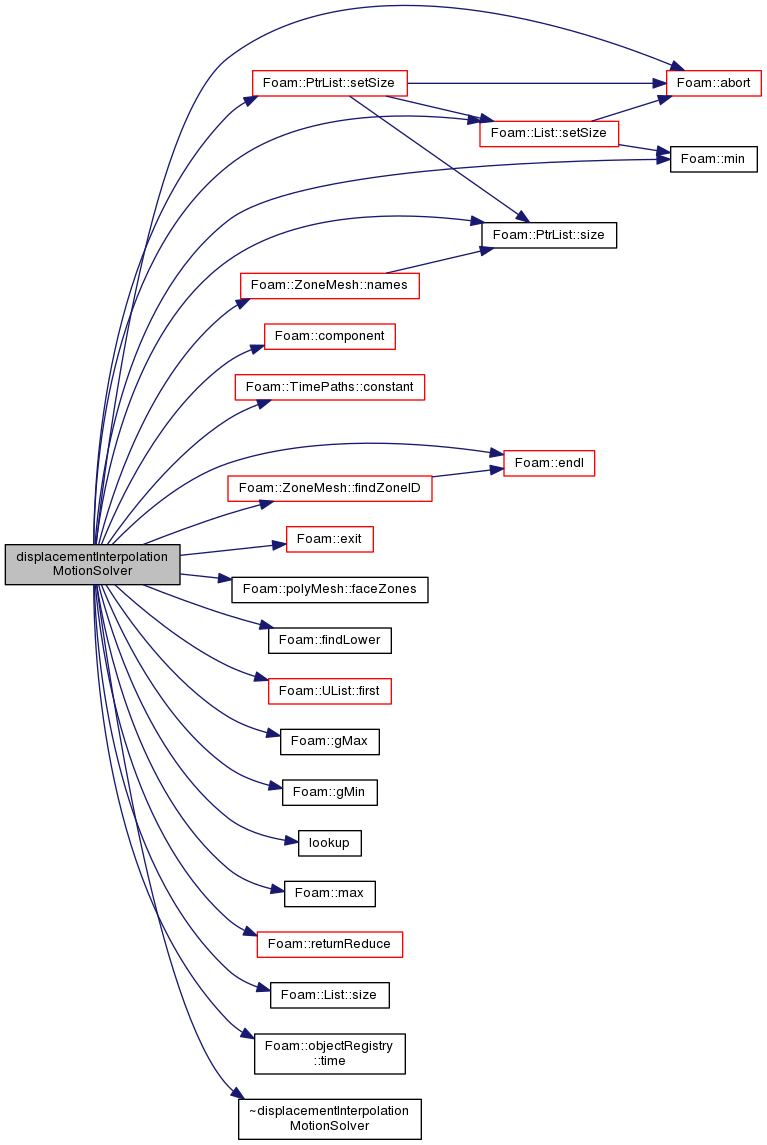 Foam::PtrList::setSize
Foam::abort
Foam::List::setSize
Foam::min
Foam::PtrList::size
Foam::ZoneMesh::names
Foam::component
Foam::TimePaths::constant
Foam::endl
Foam::ZoneMesh::findZoneID
Foam::exit
displacementInterpolation
MotionSolver
Foam::polyMesh::faceZones
Foam::findLower
Foam::UList::first
Foam::gMax
Foam::gMin
lookup
Foam::max
Foam::returnReduce
Foam::List::size
Foam::objectRegistry
::time
~displacementInterpolation
MotionSolver